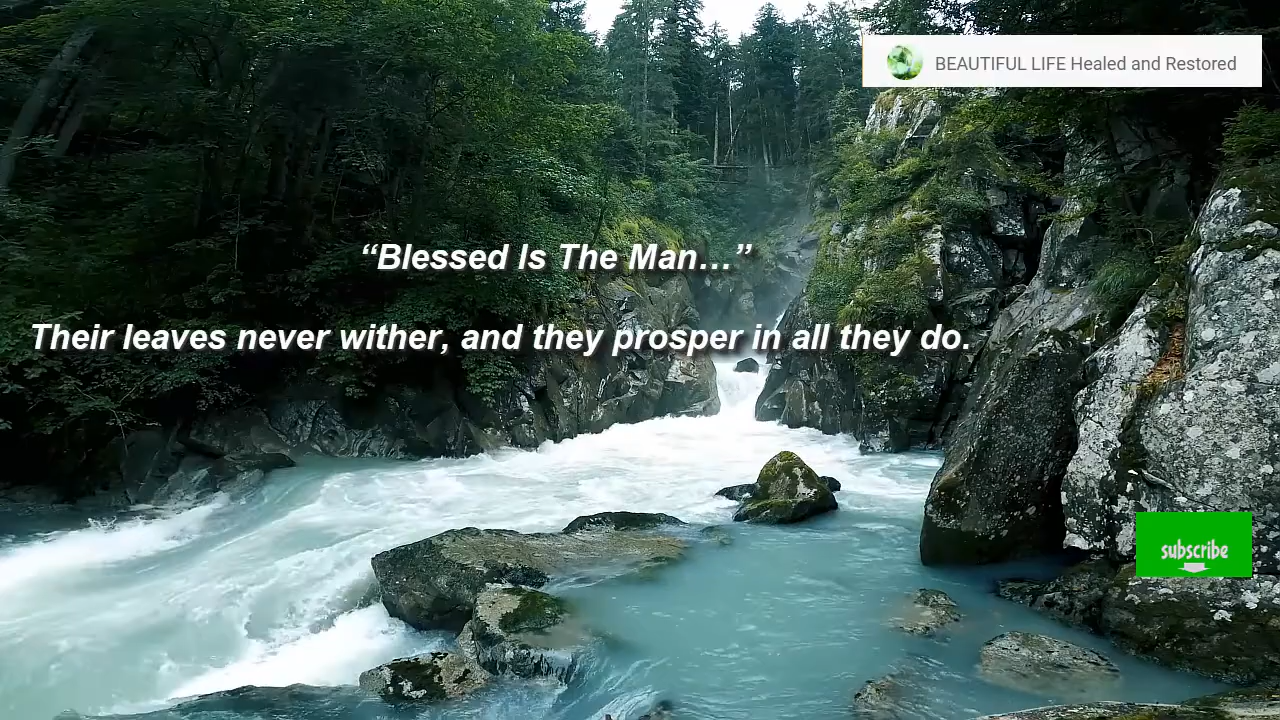 BEAUTIFUL LIFE Healed and Restored
“Blessed Is The Man…”
Their leaves never wither, and they prosper in all they do.
subscribe